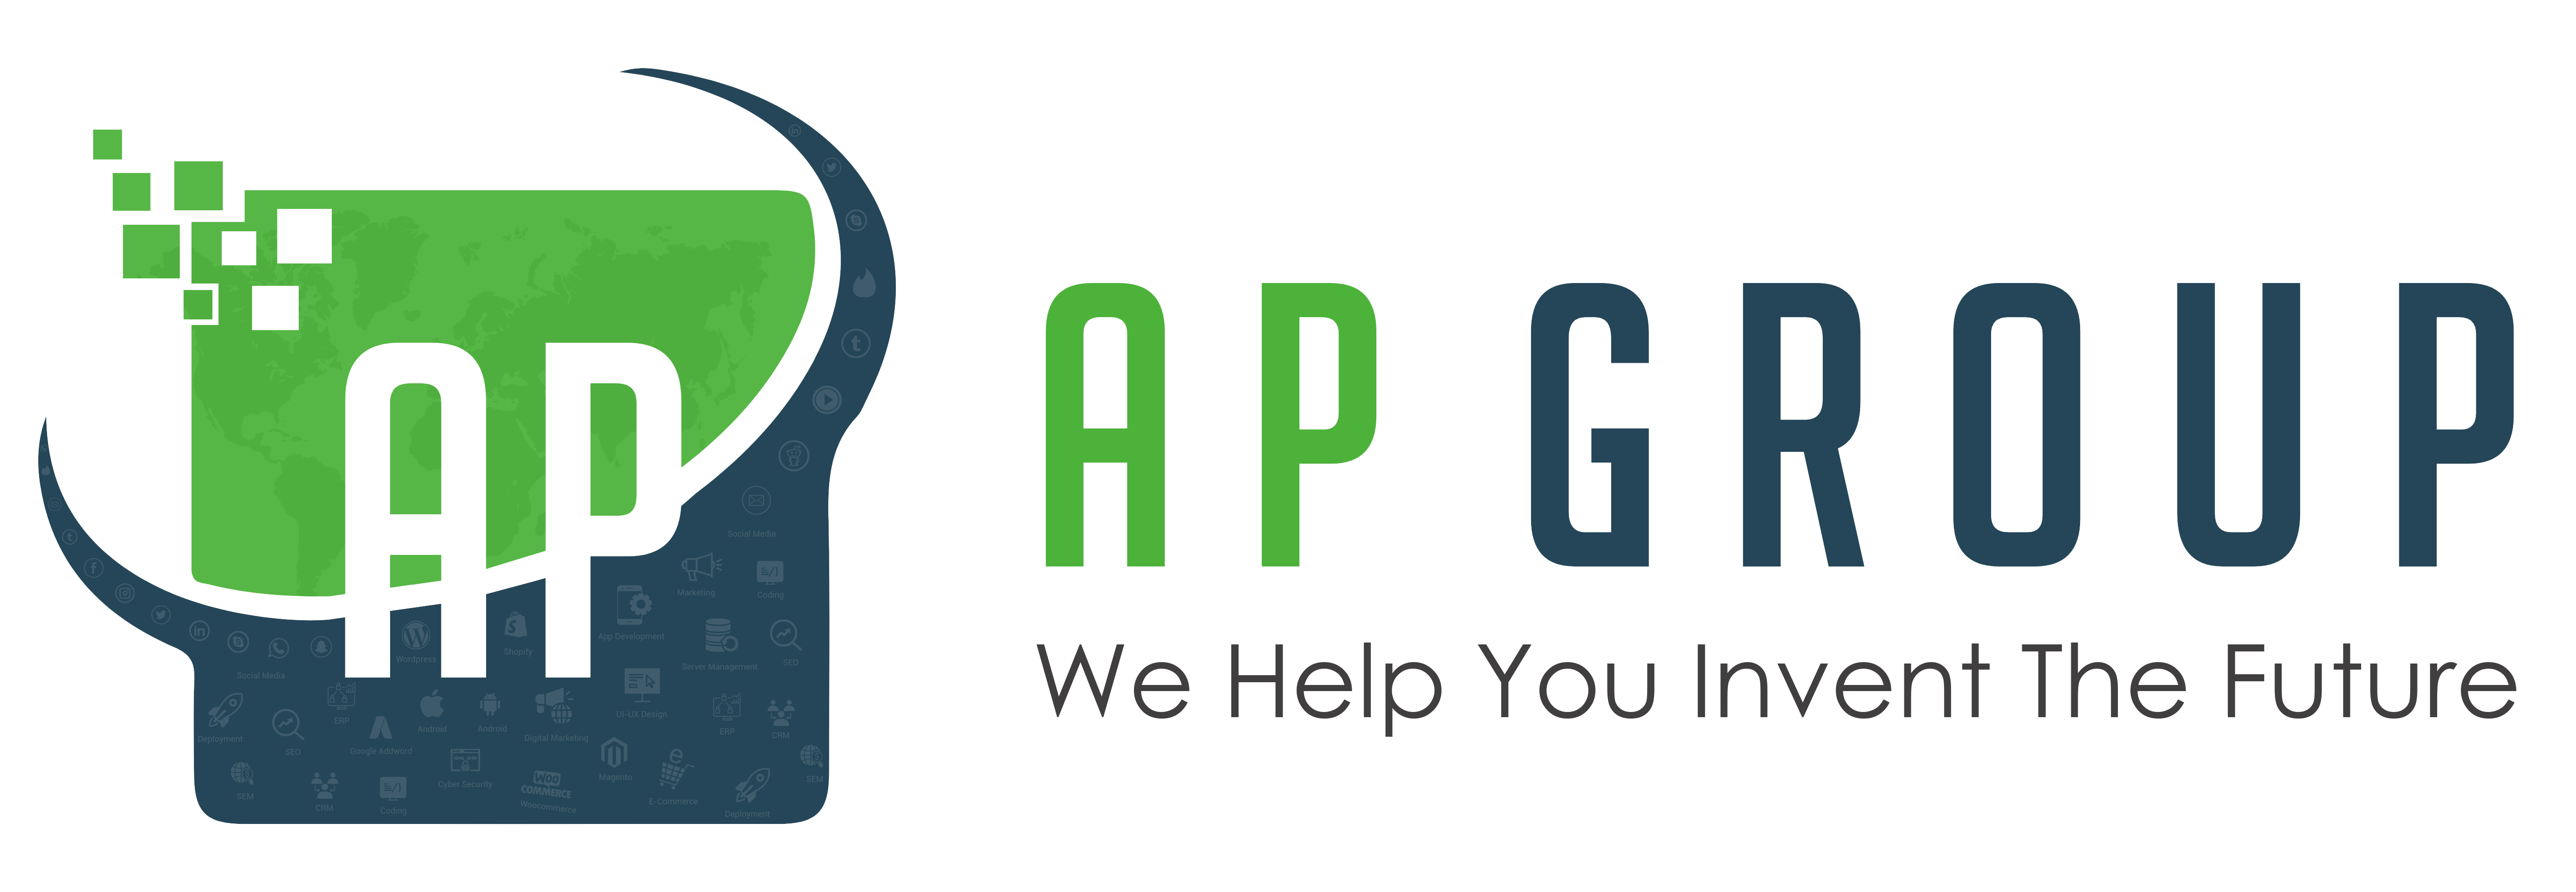 AP
AP GROUP
We Help You Invent The Future
Social Media
Marketing
Coding
App Development
Wordpress
Shopify
Server Management
SEO
Social Media
UI-UX Design
ERP
Android
Android
Digital Marketing
ERP
CRM
Deployment
SEO
Google Addword
Cyber Security
Magento
SEM
SEM
CRM
Coding
WOO
COMMERCE
Woocommerce
E-Commerce
Deployment